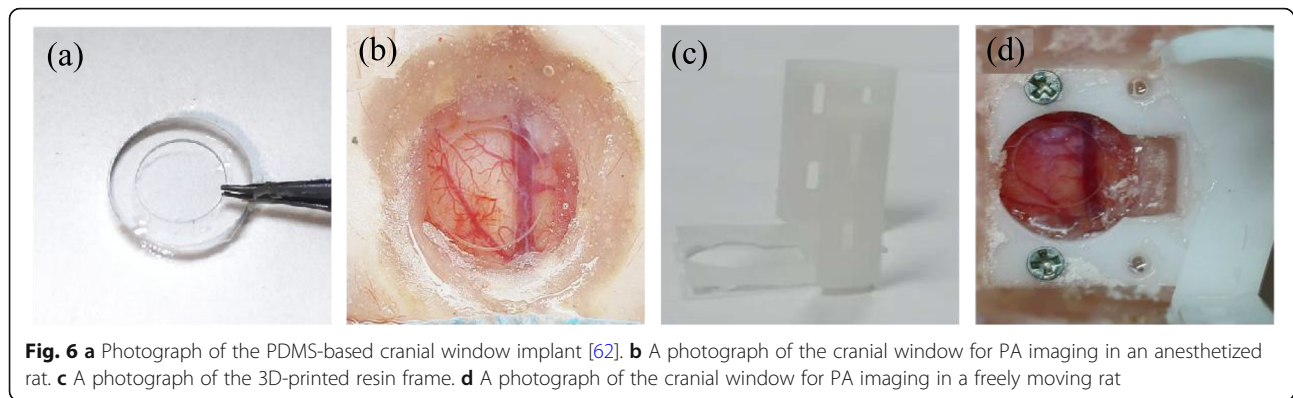 (a)
(b)
(c)
(d)
Fig. 6 a Photograph of the PDMS-based cranial window implant [62]. b A photograph of the cranial window for PA imaging in an anesthetized
rat. c A photograph of the 3D-printed resin frame. d A photograph of the cranial window for PA imaging in a freely moving rat